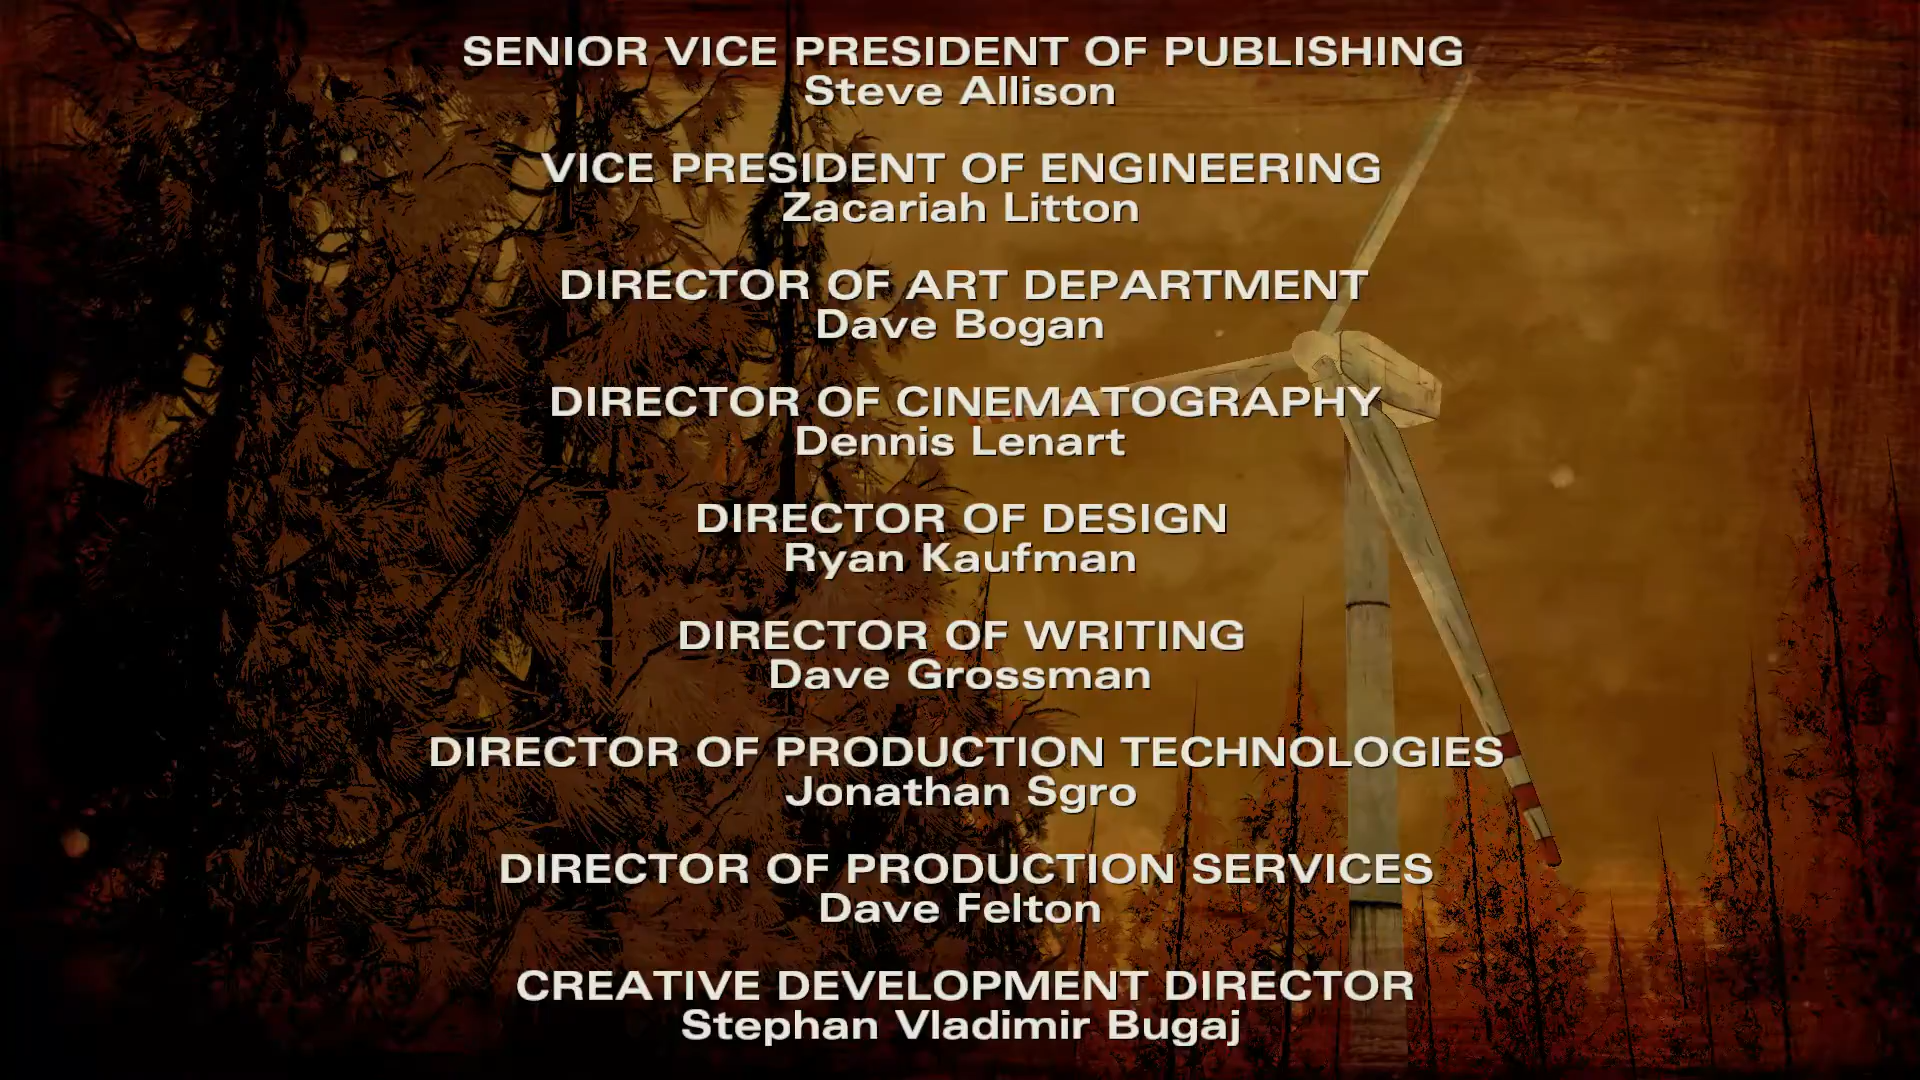 SENIOR VICE PRESIDENT OF PUBLISHING
Steve Allison
VICE PRESIDENT OF ENGINEERING
Zacariah Litton
DIRECTOR OF ART DEPARTMENT
Dave Bogan
DIRECTOR OF CINEMATOGRAPHY
Dennis Lenart
DIRECTOR OF DESIGN
Ryan Kaufman
DIRECTOR OF WRITING
Dave Grossman
DIRECTOR OF PRODUCTION TECHNOLOGIES
Jonathan Sgro
DIRECTOR OF PRODUCTION SERVICES
Dave Felton
CREATIVE DEVELOPMENT DIRECTOR
Stephan Vladimir Bugaj